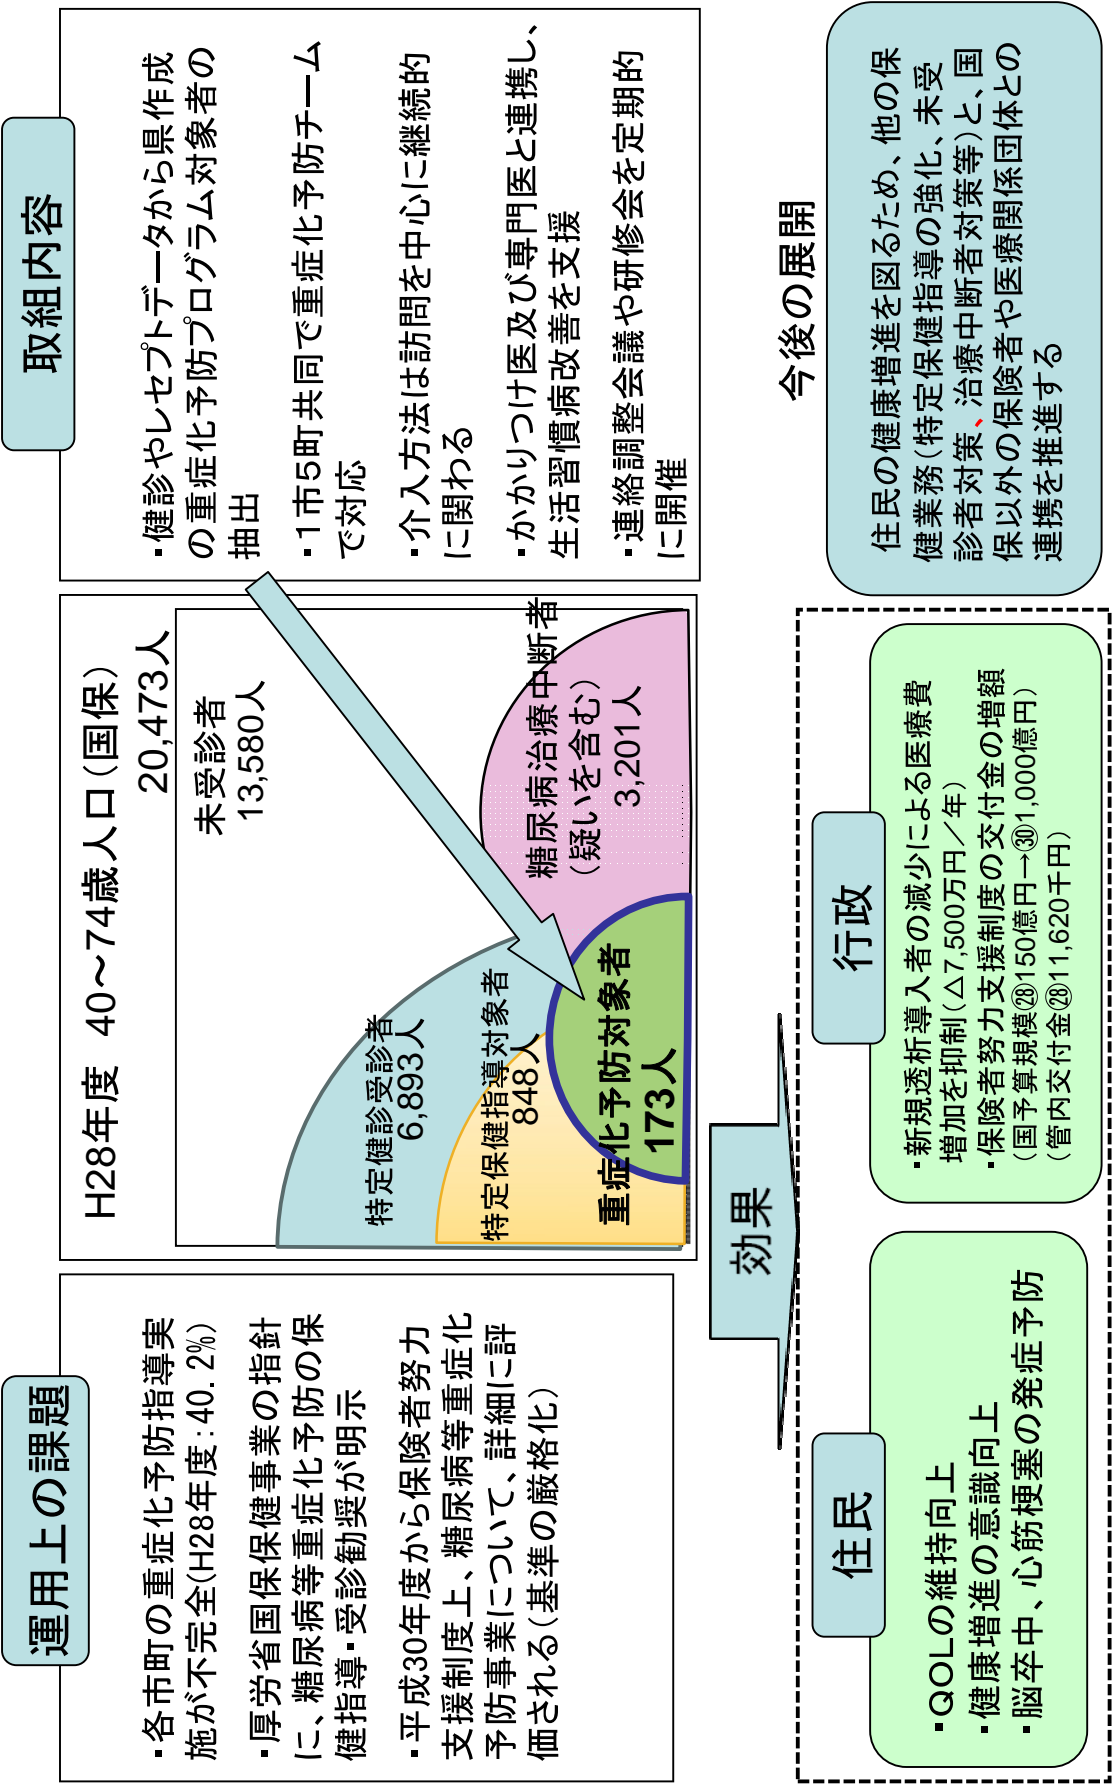 運用上の課題
・各市町の重症化予防指導実
施が不完全(H28年度:40.2%)
・厚労省国保保健事業の指針
に、糖尿病等重症化予防の保
健指導・受診勧奨が明示
・平成30年度から保険者努力
支援制度上、糖尿病等重症化
予防事業について、詳細に評
価される(基準の厳格化)
H28年度 40～74歳人口(国保)
20,473人
未受診者
13,580人
特定健診受診者
6,893人
特定保健指導対象者
848人
重症化予防対象者
173人
糖尿病治療中断者
(疑いを含む)
3,201人
取組内容
・健診やレセプトデータから県作成
の重症化予防プログラム対象者の
抽出
・1市5町共同で重症化予防チーム
で対応
・介入方法は訪問を中心に継続的
に関わる
・かかりつけ医及び専門医と連携し、
生活習慣病改善を支援
・連絡調整会議や研修会を定期的
に開催
効果
住民
・QOLの維持向上
・健康増進の意識向上
・脳卒中、心筋梗塞の発症予防
行政
・新規透析導入者の減少による医療費
増加を抑制(△7,500万円/年)
・保険者努力支援制度の交付金の増額
(国予算規模㉘150億円→㉚1,000億円)
(管内交付金㉘11,620千円)
今後の展開
住民の健康増進を図るため、他の保
健業務(特定保健指導の強化、未受
診者対策、治療中断者対策等)と、国
保以外の保険者や医療関係団体との
連携を推進する